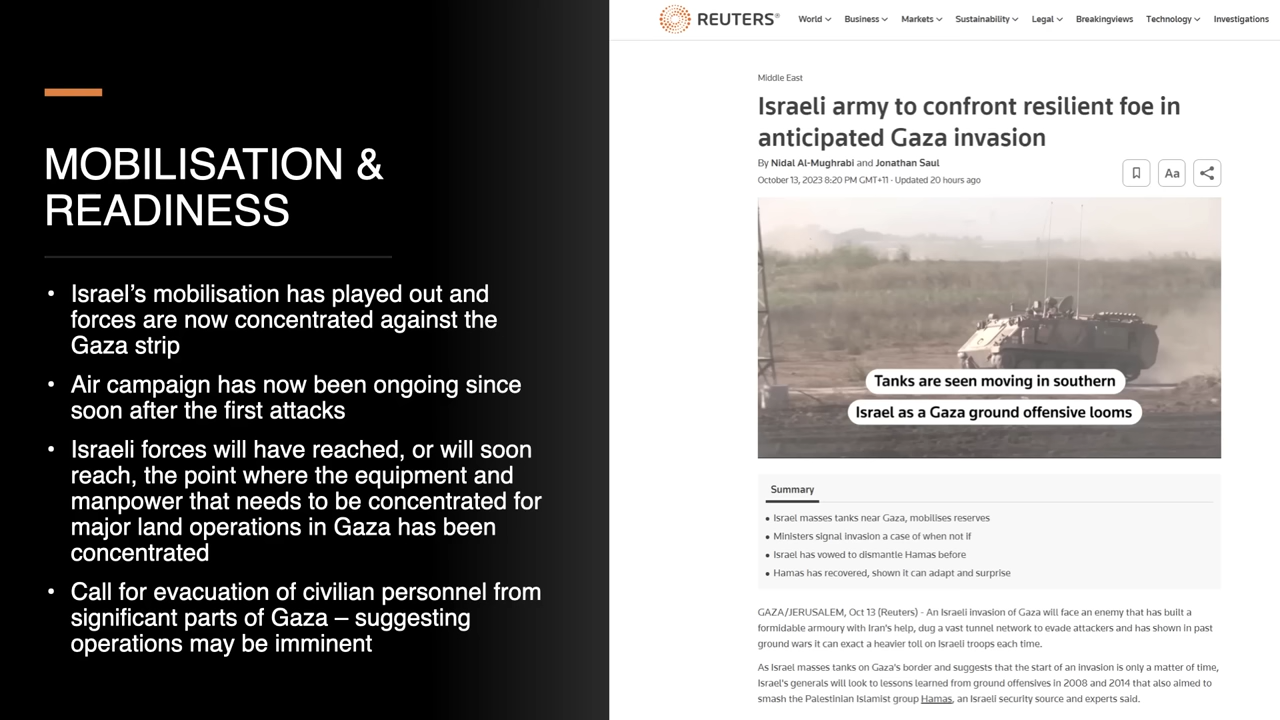 MOBILISATION &
READINESS
• Israel’s mobilisation has played out and
forces are now concentrated against the
Gaza strip
• Air campaign has now been ongoing since
soon after the first attacks
• Israeli forces will have reached, or will soon
reach, the point where the equipment and
manpower that needs to be concentrated for
major land operations in Gaza has been
concentrated
• Call for evacuation of civilian personnel from
significant parts of Gaza – suggesting
operations may be imminent
REUTERS®
World Business Markets Sustainability Legal Breakingviews Technology Investigations
Middle East
Israeli army to confront resilient foe in
anticipated Gaza invasion
By Nidal Al-Mughrabi and Jonathan Saul
October 13, 2023 8:20 PM GMT+11 · Updated 20 hours ago
Aa
Tanks are seen moving in southern
Israel as a Gaza ground offensive looms
Summary
• Israel masses tanks near Gaza, mobilises reserves
• Ministers signal invasion a case of when not if
• Israel has vowed to dismantle Hamas before
• Hamas has recovered, shown it can adapt and surprise
GAZA/JERUSALEM, Oct 13 (Reuters) - An Israeli invasion of Gaza will face an enemy that has built a
formidable armoury with Iran's help, dug a vast tunnel network to evade attackers and has shown in past
ground wars it can exact a heavier toll on Israeli troops each time.
As Israel masses tanks on Gaza's border and suggests that the start of an invasion is only a matter of time,
Israel's generals will look to lessons learned from ground offensives in 2008 and 2014 that also aimed to
smash the Palestinian Islamist group Hamas, an Israeli security source and experts said.